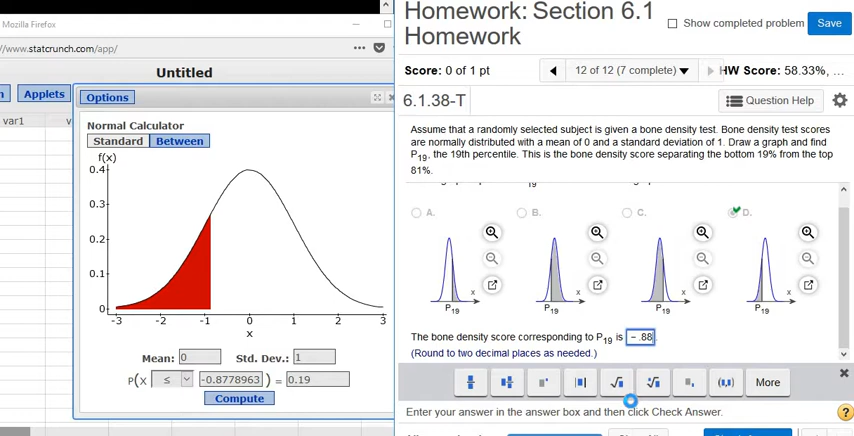 Mozilla Firefox
//www.statcrunch.com/app/
Untitled
Applets
Options
var1
Normal Calculator
Standard
Between
f(x)
0.4
0.3
0.2
0.1
0
-3 -2 -1 0 1 2 3
x
Mean: 0 Std. Dev.: 1
P(X ≤ -0.8778963 ) = 0.19
Compute
Homework: Section 6.1
Homework
Show completed problem
Save
Score: 0 of 1 pt
12 of 12 (7 complete)
HW Score: 58.33%, ...
6.1.38-T
Question Help
Assume that a randomly selected subject is given a bone density test. Bone density test scores
are normally distributed with a mean of 0 and a standard deviation of 1. Draw a graph and find
P19, the 19th percentile. This is the bone density score separating the bottom 19% from the top
81%.
A. B. C. D.
x x x x
P19 P19 P19 P19
The bone density score corresponding to P19 is - .88
(Round to two decimal places as needed.)
More
Enter your answer in the answer box and then click Check Answer.